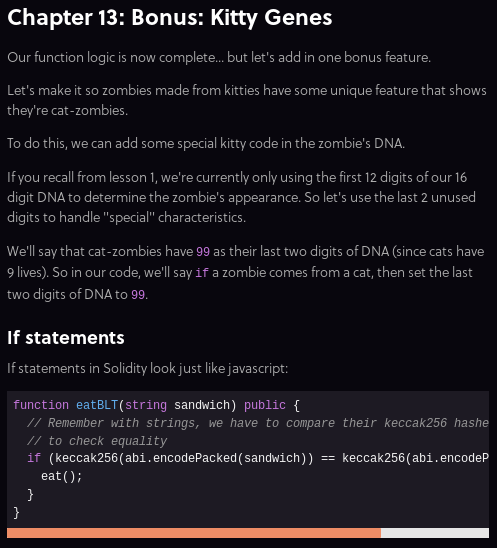 Chapter 13: Bonus: Kitty Genes
Our function logic is now complete... but let's add in one bonus feature.
Let's make it so zombies made from kitties have some unique feature that shows
they're cat-zombies.
To do this, we can add some special kitty code in the zombie's DNA.
If you recall from lesson 1, we're currently only using the first 12 digits of our 16
digit DNA to determine the zombie's appearance. So let's use the last 2 unused
digits to handle "special" characteristics.
We'll say that cat-zombies have 99 as their last two digits of DNA (since cats have
9 lives). So in our code, we'll say if a zombie comes from a cat, then set the last
two digits of DNA to 99.
If statements
If statements in Solidity look just like javascript:
function eatBLT(string sandwich) public {
// Remember with strings, we have to compare their keccak256 hashe
// to check equality
if (keccak256(abi.encodePacked(sandwich)) == keccak256(abi.encodeP
eat();
}
}